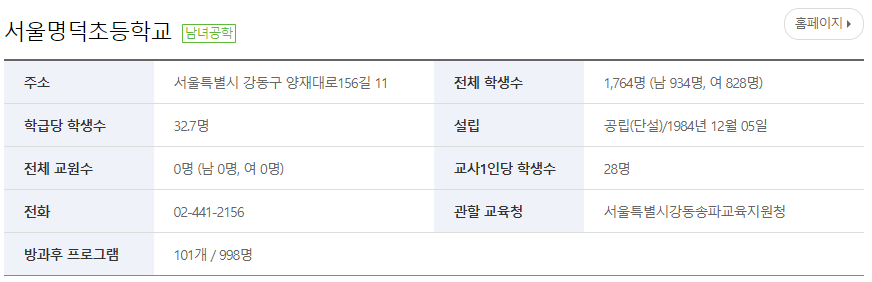 서울명덕초등학교 남녀공학 홈페이지
주소 서울특별시 강동구 양재대로156길 11 전체 학생수 1,764명 (남 934명, 여 828명)
학급당 학생수 32.7명 설립 공립(단설)/1984년 12월 05일
전체 교원수 0명 (남 0명, 여 0명) 교사1인당 학생수 28명
전화 02-441-2156 관할 교육청 서울특별시강동송파교육지원청
방과후 프로그램 101개 / 998명